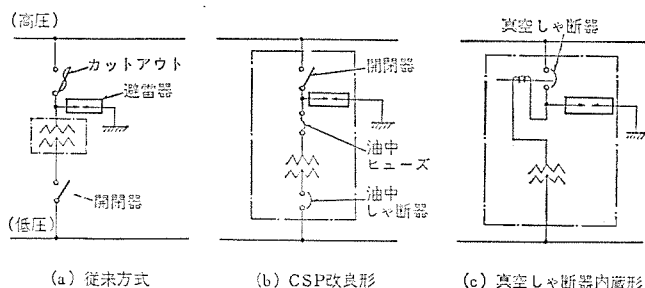 (高圧)
カットアウト
避雷器
開閉器
(低圧)
(a) 従来方式
開閉器
油中
ヒューズ
油中
しゃ断器
(b) CSP改良形
真空しゃ断器
(c) 真空しゃ断器内蔵形